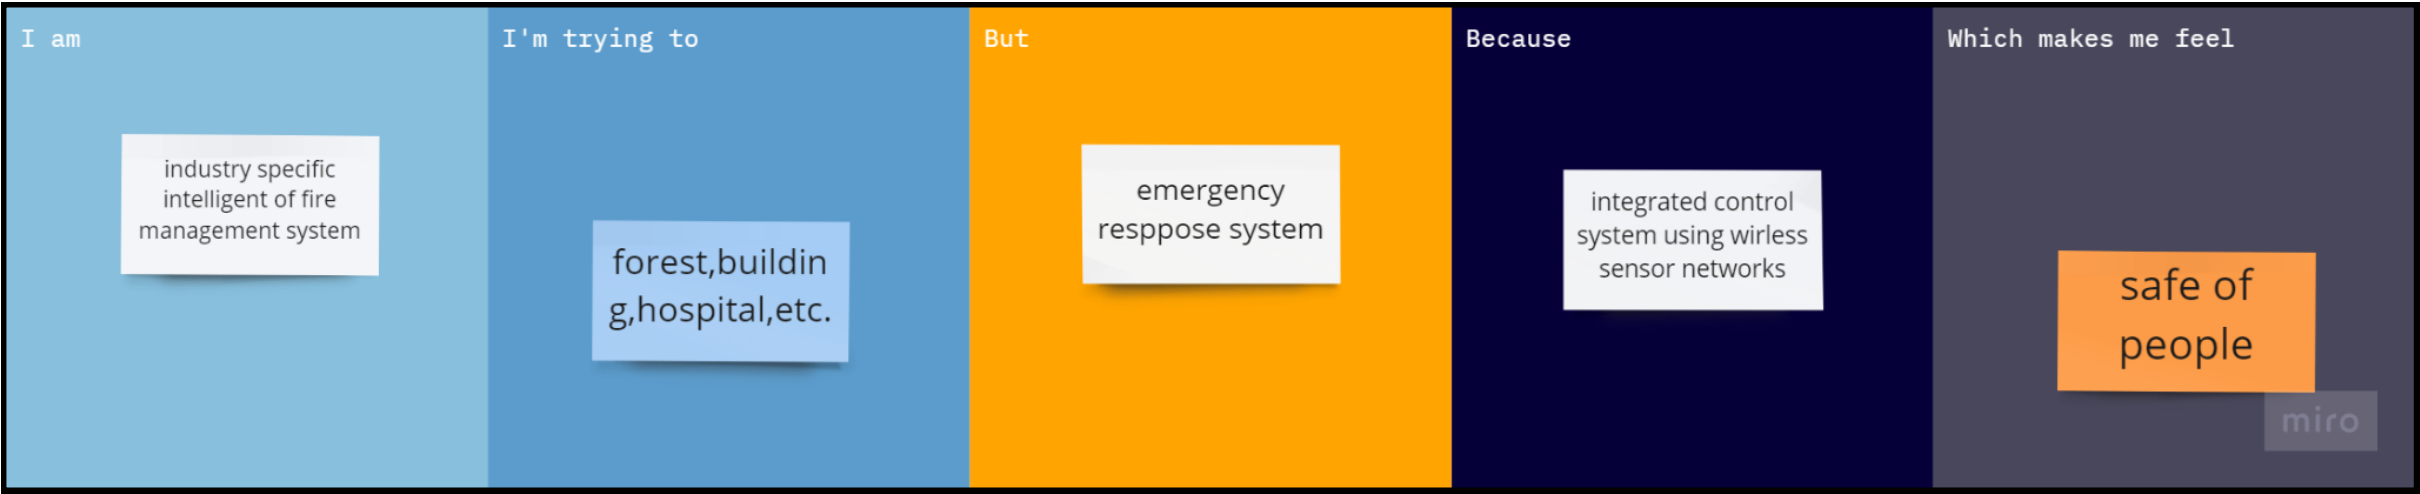 I am
industry specific
intelligent of fire
management system
I'm trying to
forest,buildin
g,hospital,etc.
But
emergency
resppose system
Because
integrated control
system using wirless
sensor networks
Which makes me feel
safe of
people
miro